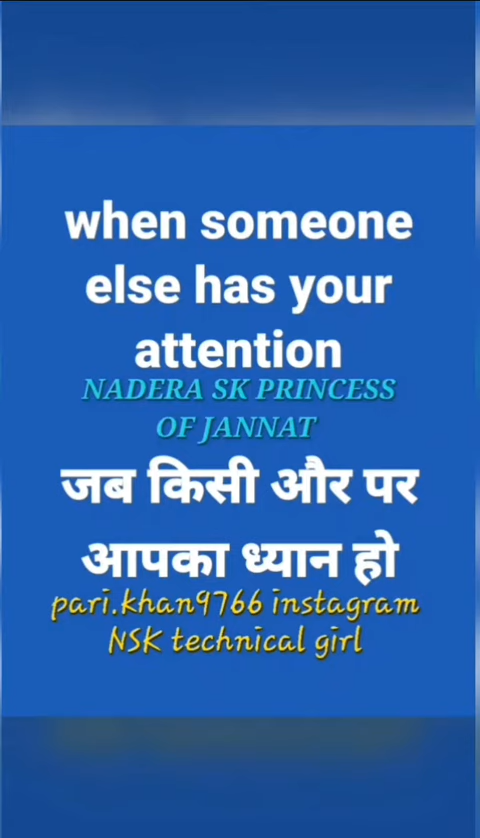 when someone
else has your
attention
NADERA SK PRINCESS
OF JANNAT
जब किसी और पर
आपका ध्यान हो
pari.khan9766 instagram
NSK technical girl